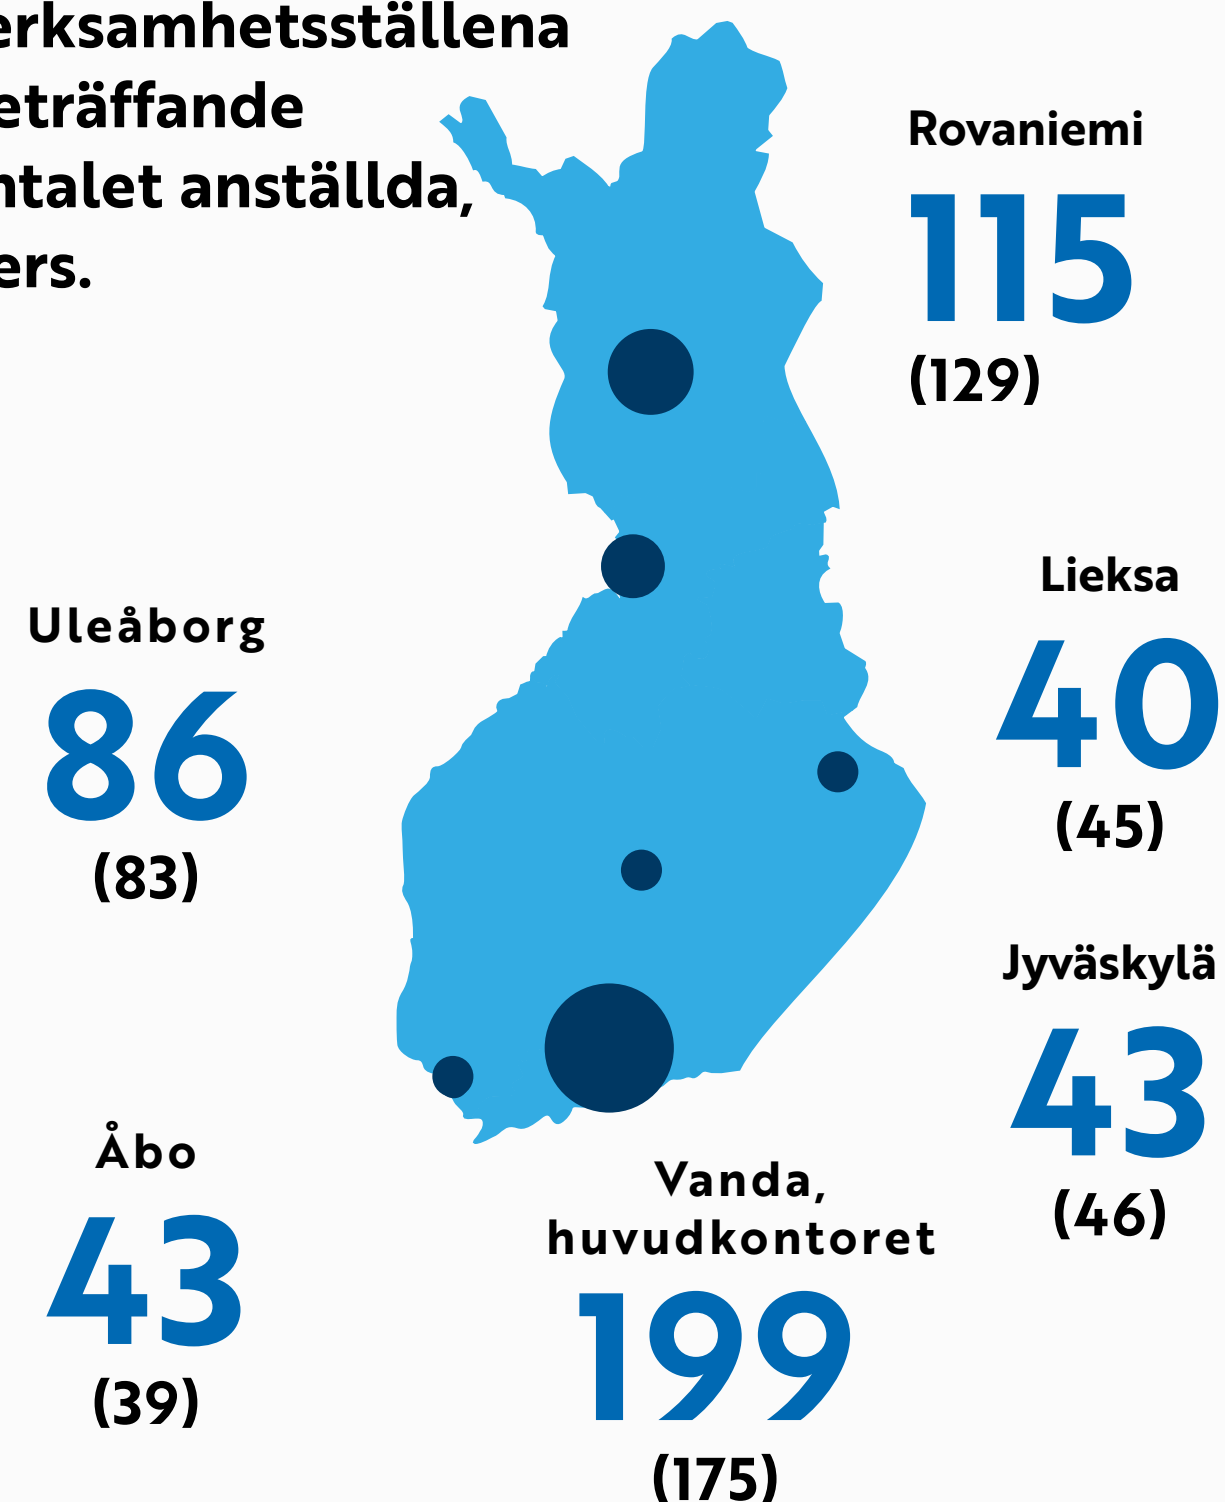 erksamhetsställena
eträffande
ntalet anställda,
ers.
Rovaniemi
115
(129)
Lieksa
40
(45)
Uleåborg
86
(83)
Jyväskylä
43
(46)
Åbo
43
(39)
Vanda,
huvudkontoret
199
(175)